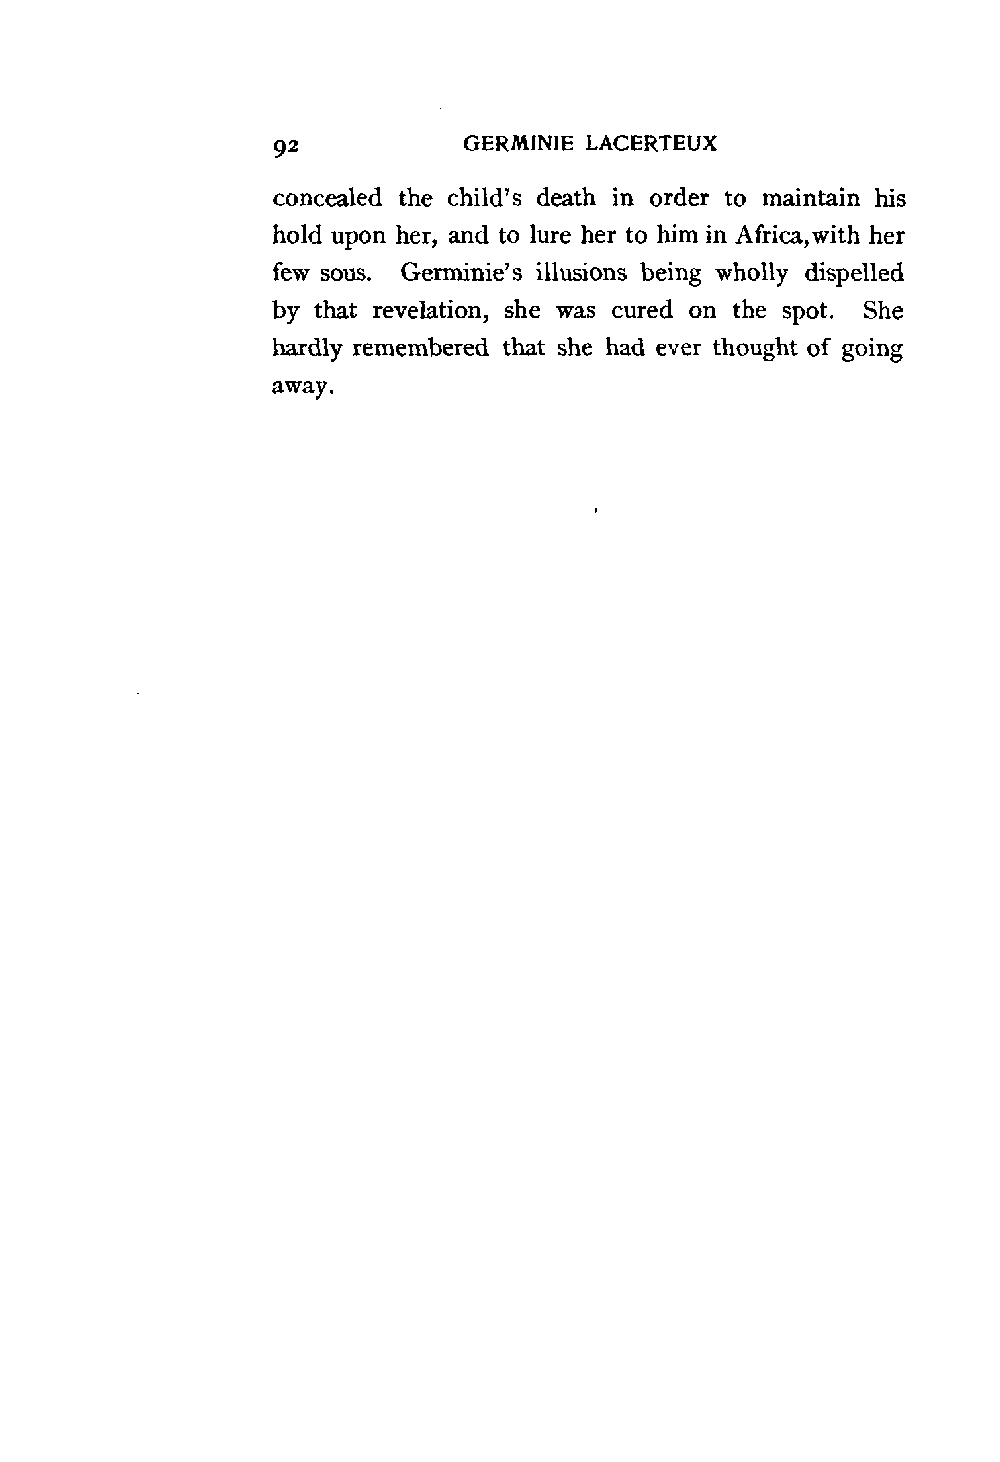 92 GERMINIE LACERTEUX
concealed the child's death in order to maintain his
hold upon her, and to lure her to him in Africa, with her
few sous. Germinie's illusions being wholly dispelled
by that revelation, she was cured on the spot. She
hardly remembered that she had ever thought of going
away.